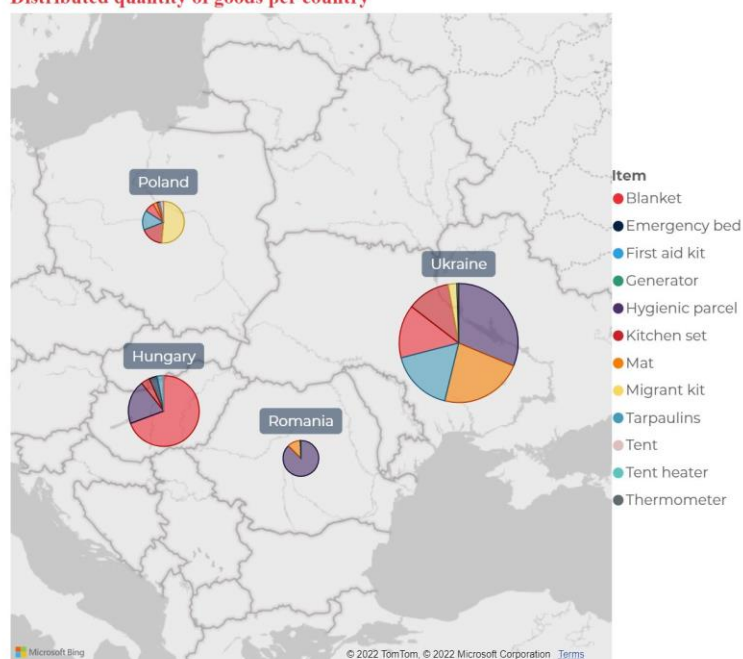 Distributed quantity of goods per country
Poland
Ukraine
Hungary
Romania
Item
Blanket
Emergency bed
First aid kit
Generator
Hygienic parcel
Kitchen set
Mat
Migrant kit
Tarpaulins
Tent
Tent heater
Thermometer
Microsoft Bing
© 2022 TomTom, © 2022 Microsoft Corporation Terms